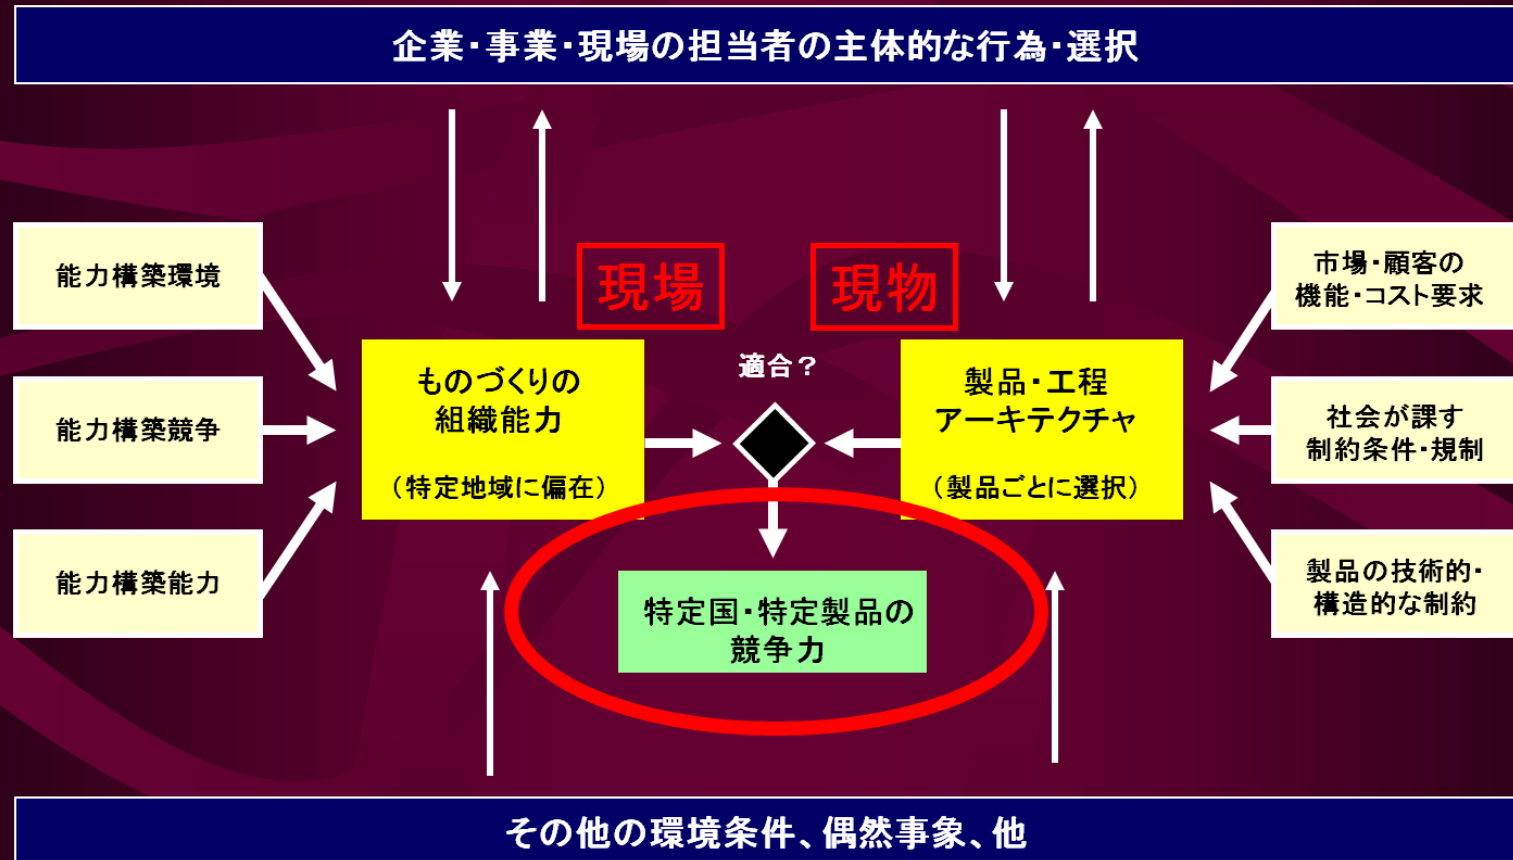 企業・事業・現場の担当者の主体的な行為・選択
現場
現物
能力構築環境
能力構築競争
能力構築能力
ものづくりの
組織能力
（特定地域に偏在）
適合？
製品・工程
アーキテクチャ
（製品ごとに選択）
市場・顧客の
機能・コスト要求
社会が課す
制約条件・規制
製品の技術的・
構造的な制約
特定国・特定製品の
競争力
その他の環境条件、偶然事象、他